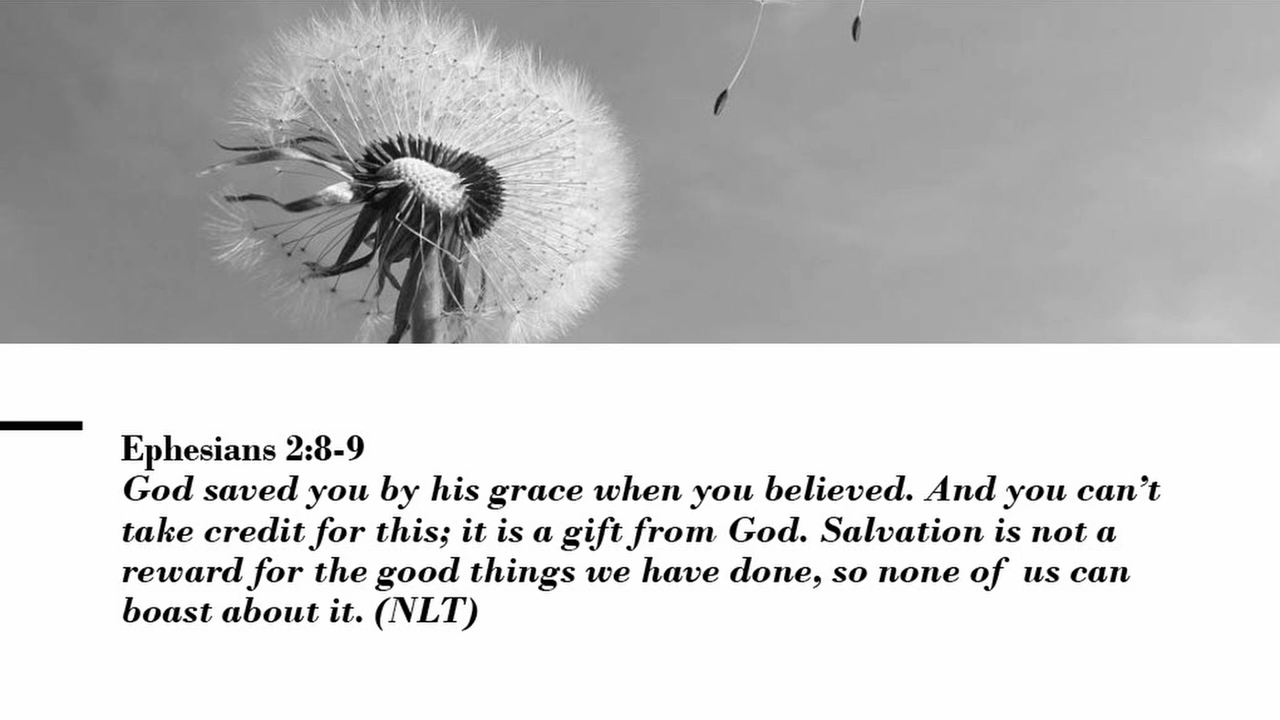 Ephesians 2:8-9
God saved you by his grace when you believed. And you can’t
take credit for this; it is a gift from God. Salvation is not a
reward for the good things we have done, so none of us can
boast about it. (NLT)